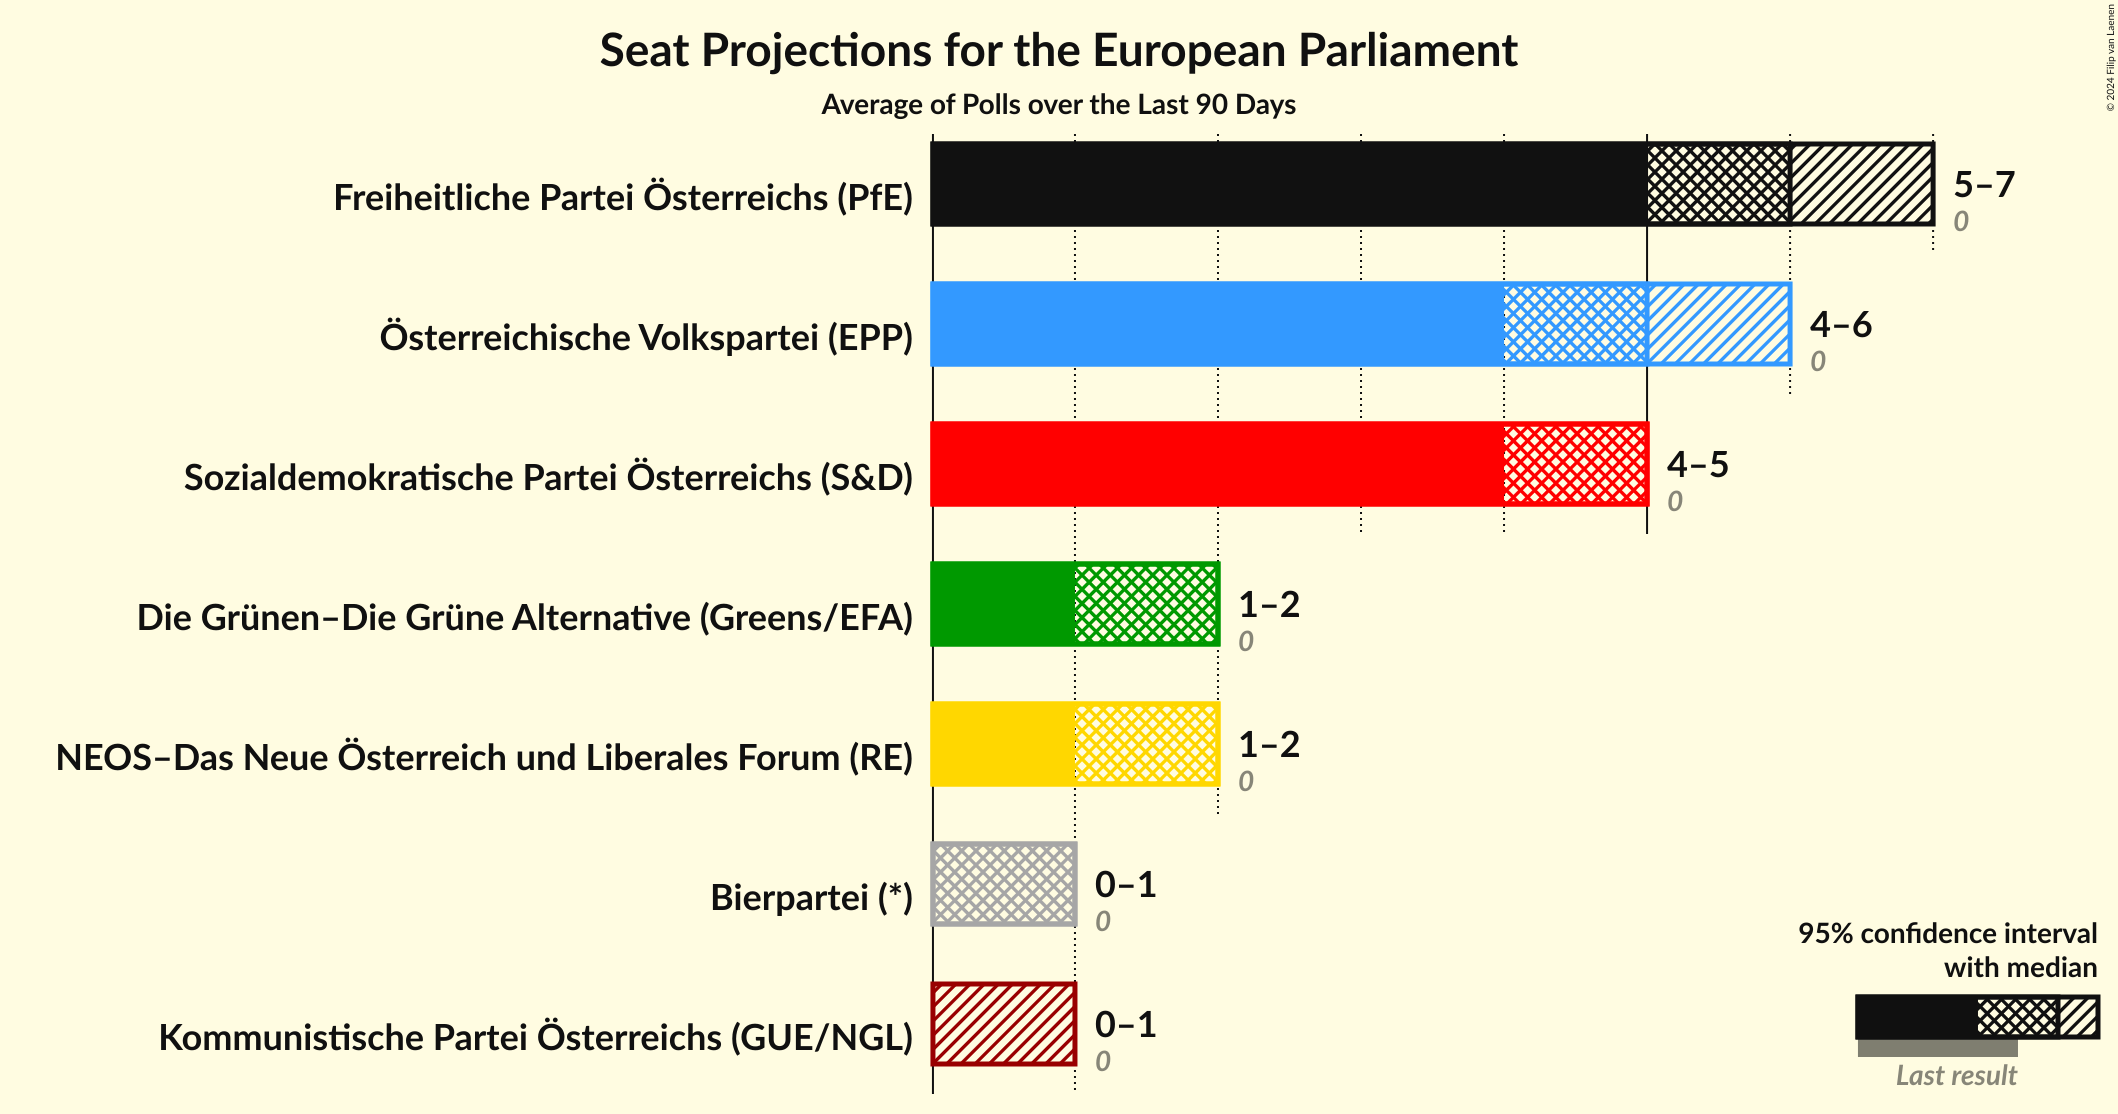 Seat Projections for the European Parliament
Average of Polls over the Last 90 Days
© 2024 Filip van Laenen
Freiheitliche Partei Österreichs (PfE)
5–7
0
Österreichische Volkspartei (EPP)
4–6
0
Sozialdemokratische Partei Österreichs (S&D)
4–5
0
Die Grünen–Die Grüne Alternative (Greens/EFA)
1–2
0
NEOS–Das Neue Österreich und Liberales Forum (RE)
1–2
0
Bierpartei (*)
0–1
0
Kommunistische Partei Österreichs (GUE/NGL)
0–1
0
95% confidence interval
with median
Last result